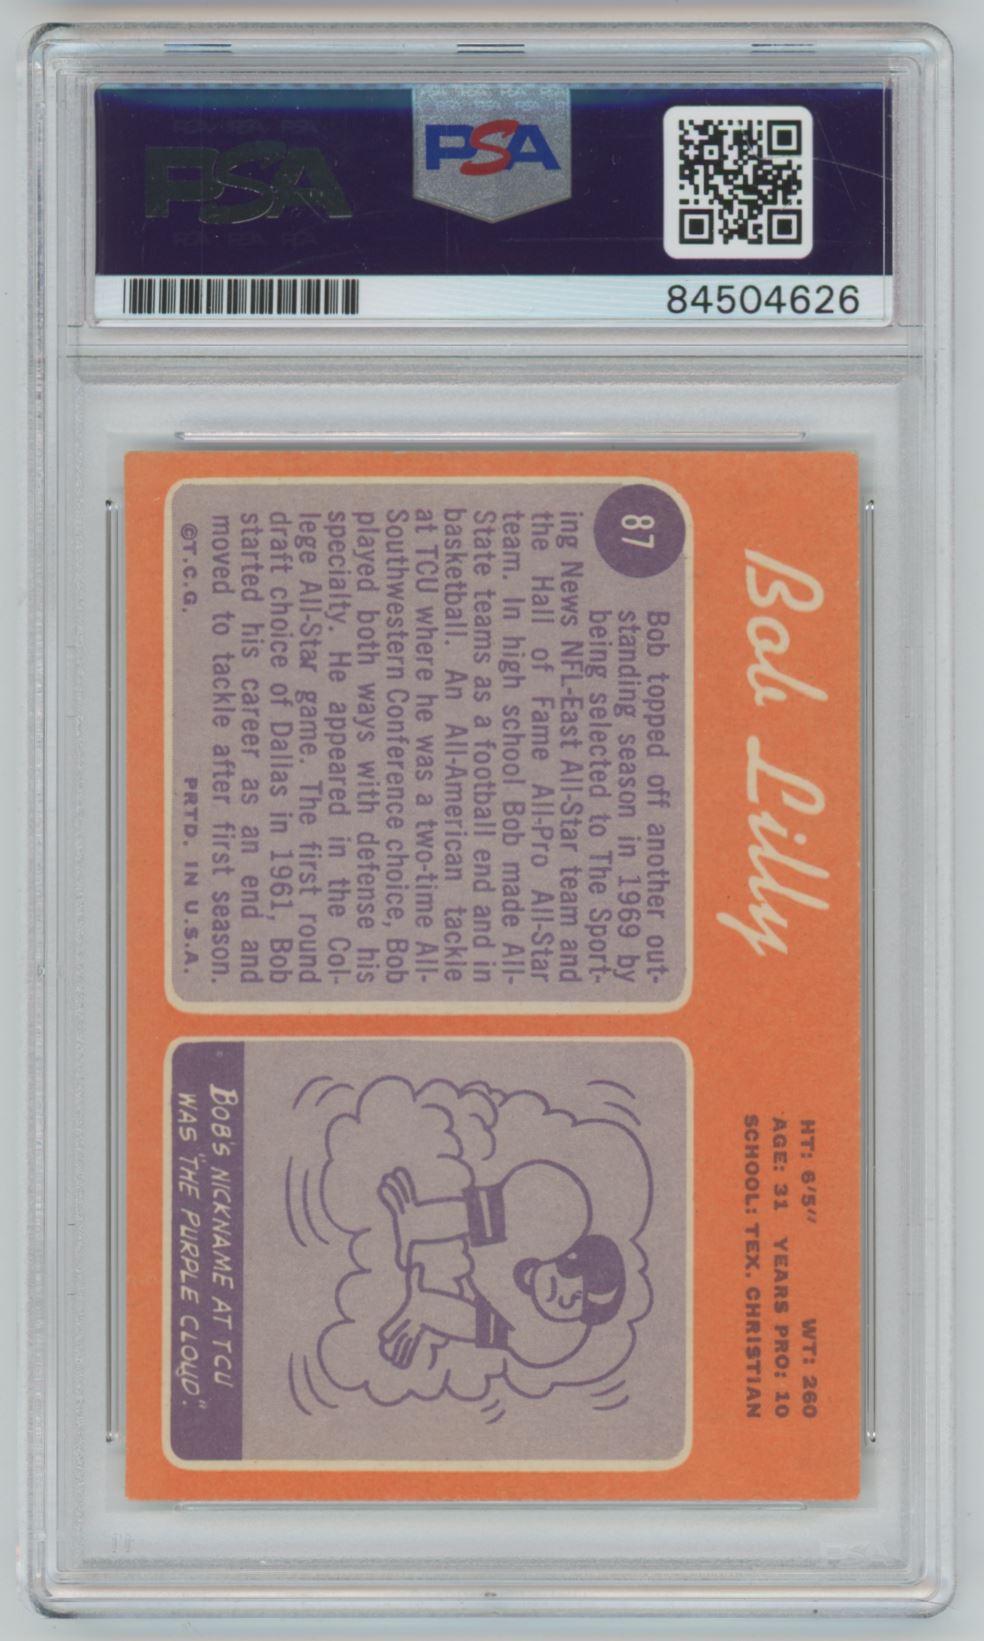 PSA
PSA
84504626
Bob Lilly
HT: 6'5" WT: 260
AGE: 31 YEARS PRO: 10
SCHOOL: TEX. CHRISTIAN
87
Bob topped off another out-
standing season in 1969 by
being selected to The Sport-
ing News NFL-East All-Star team and
the Hall of Fame All-Pro All-Star
team. In high school Bob made All-
State teams as a football end and in
basketball. An All-American tackle
at TCU where he was a two-time All-
Southwestern Conference choice, Bob
played both ways with defense his
specialty. He appeared in the Col-
lege All-Star game. The first round
draft choice of Dallas in 1961, Bob
started his career as an end and
moved to tackle after first season.
©T.C.G. PRTD. IN U.S.A.
BOB'S NICKNAME AT TCU
WAS "THE PURPLE CLOUD".
PSA